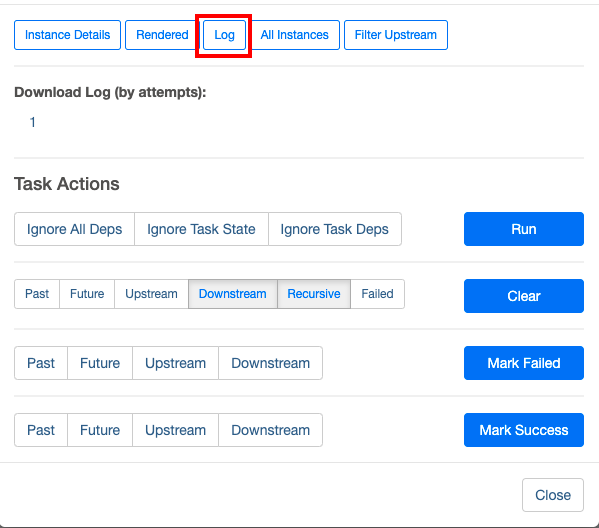 Instance Details Rendered Log All Instances Filter Upstream
Download Log (by attempts):
1
Task Actions
Ignore All Deps Ignore Task State Ignore Task Deps Run
Past Future Upstream Downstream Recursive Failed Clear
Past Future Upstream Downstream Mark Failed
Past Future Upstream Downstream Mark Success
Close